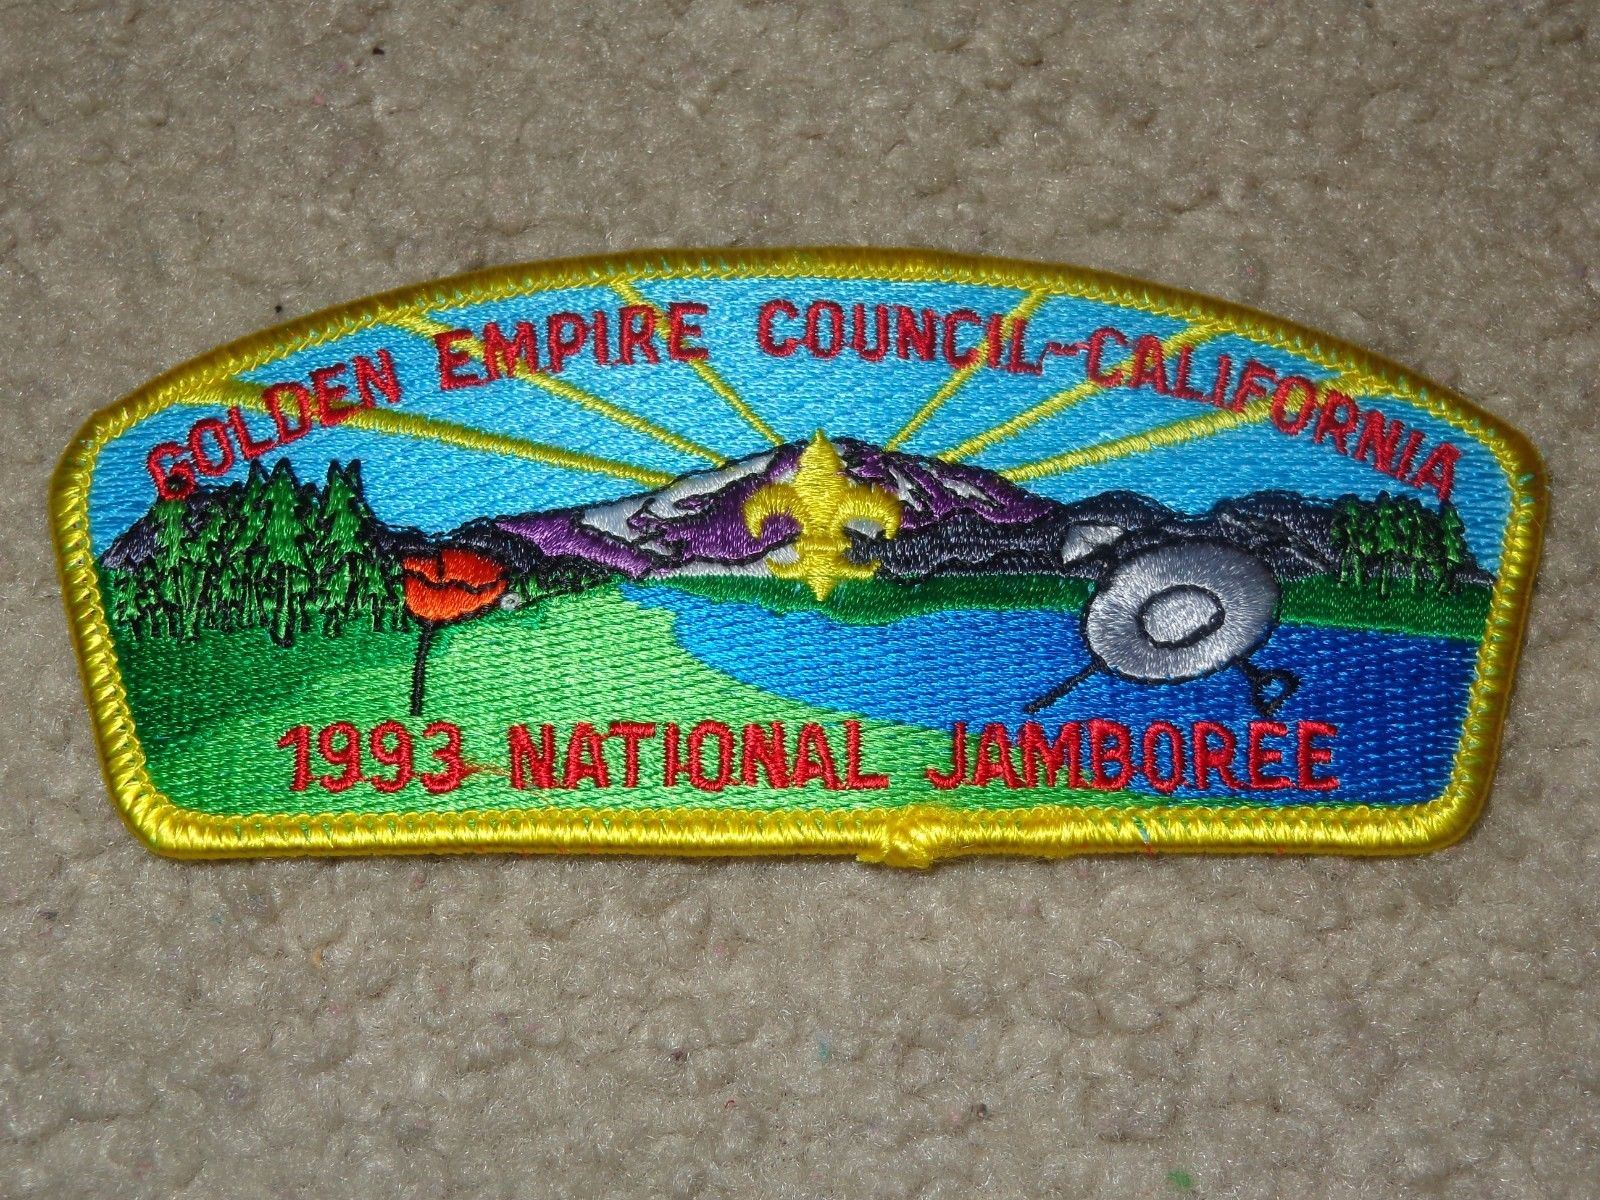 GOLDEN EMPIRE COUNCIL-CALIFORNIA
1993 NATIONAL JAMBOREE